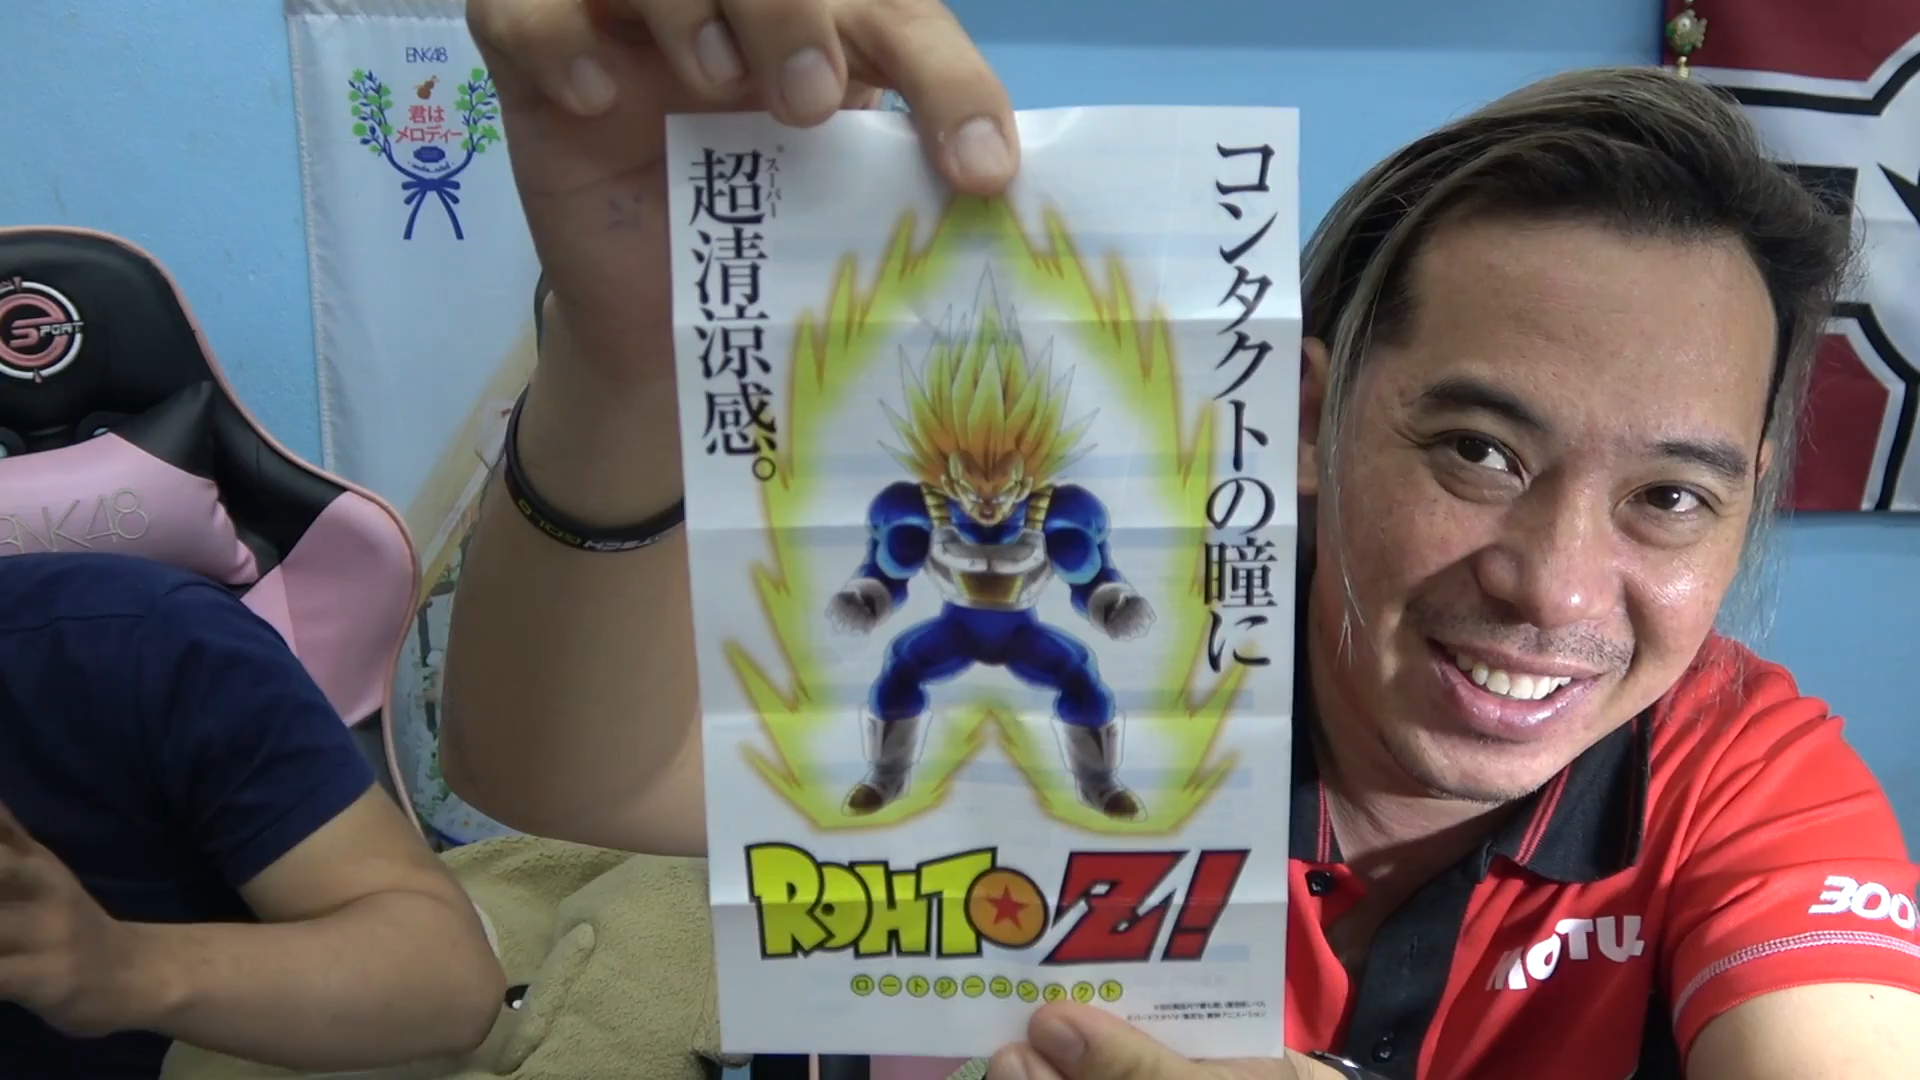 BNK48
君は
メロディー
SPORT
BNK48
コンタクトの瞳に
超清涼感。
スーパー
ROHTO Z!
ロートジーコンタクト
MOTUL
300